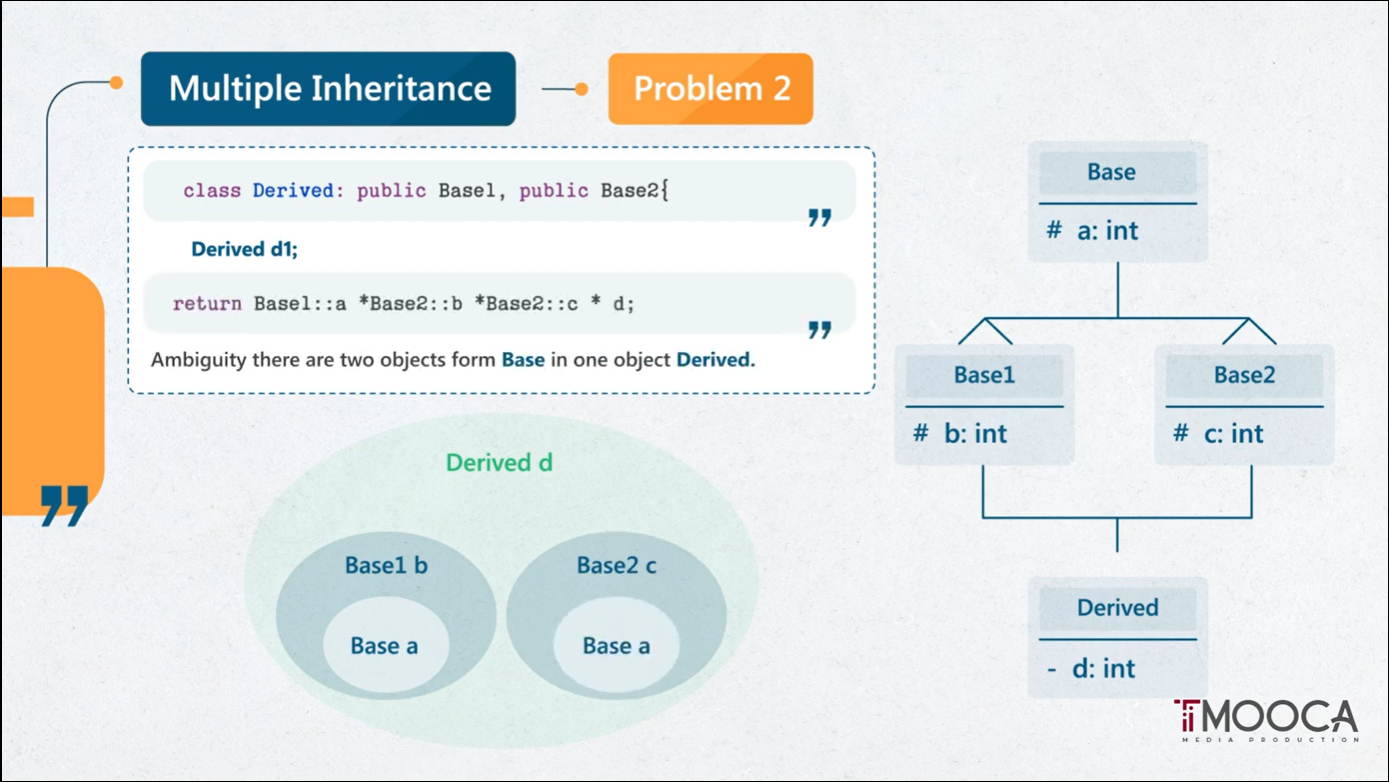 Multiple Inheritance
Problem 2
class Derived: public Base1, public Base2{
Derived d1;
return Base1::a *Base2::b *Base2::c * d;
Ambiguity there are two objects form Base in one object Derived.
Derived d
Base1 b
Base2 c
Base a
Base a
Base
# a: int
Base1
# b: int
Base2
# c: int
Derived
- d: int
TiMOOCA
MEDIA PRODUCTION